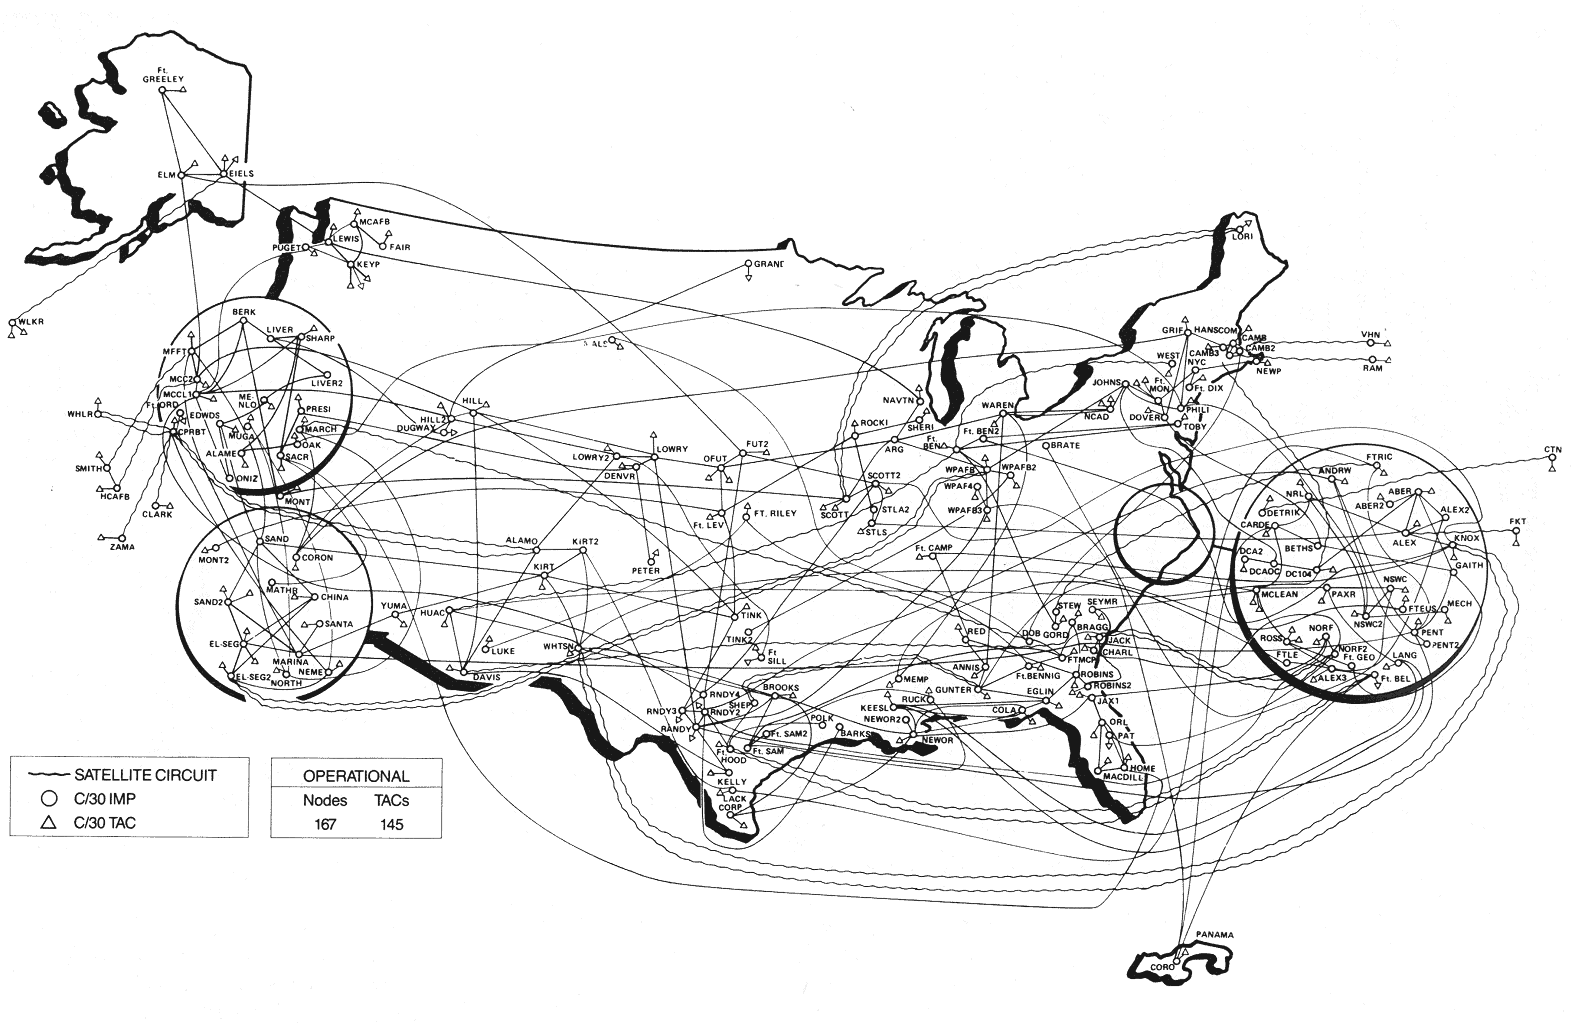 Ft.
GREELEY
ELM
EIELS
MCAFB
LEWIS
PUGET
FAIR
KEYP
GRAND
LORI
WLKR
BERK
LIVER
SHARP
MFFT
MCC2
LIVER2
MCCL1
Ft. ORD
ME.
NLO
PRESI
EDWDS
MARCH
MUGA
OAK
ALAME
SACR
ONIZ
MONT
WHLR
CPRBT
SMITH
HCAFB
CLARK
ZAMA
HILL
HILL2
DUGWAY
LOWRY2
LOWRY
DENVR
OFUT
FUT2
Ft. LEV
FT. RILEY
PETER
NAVTN
SHERI
ROCKI
ARG
SCOTT2
SCOTT
STLA2
STLS
WAREN
Ft. BEN2
Ft.
BEN
BRATE
WPAFB
WPAFB2
WPAF4
WPAFB3
Ft. CAMP
GRIF
HANSCOM
CAMB
CAMB2
CAMB3
NYC
NEWP
VHN
RAM
WEST
JOHNS
Ft.
MON
Ft. DIX
NCAD
DOVER
PHILI
TOBY
CTN
FKT
FTRIC
ANDRW
NRL
ABER
ABER2
DETRIK
ALEX2
CARDE
ALEX
KNOX
BETHS
DCA2
DCAOC
DC104
GAITH
MCLEAN
PAXR
NSWC
FTEUS
MECH
NSWC2
NORF
PENT
ROSS
PENT2
NORF2
FTLE
Ft. GEO
LANG
ALEX3
Ft. BEL
SAND
CORON
MONT2
MATHR
CHINA
SAND2
SANTA
EL-SEG
MARINA
EL-SEG2
NORTH
NEME
YUMA
HUAC
LUKE
DAVIS
ALAMO
KIRT2
KIRT
WHTSN
TINK
TINK2
Ft
SILL
RNDY4
RNDY3
RNDY2
RANDY
SHEP
BROOKS
POLK
BARKS
Ft. SAM2
Ft. SAM
Ft.
HOOD
KELLY
LACK
CORP
MEMP
RUCK
KEESL
NEWOR2
NEWOR
GUNTER
ANNIS
RED
COLA
EGLIN
Ft.BENNIG
DOB
GORD
STEW
SEYMR
BRAGG
JACK
CHARL
FTMCP
ROBINS
ROBINS2
JAX1
ORL
PAT
HOME
MACDILL
PANAMA
CORO
SATELLITE CIRCUIT
C/30 IMP
C/30 TAC
OPERATIONAL
Nodes TACs
167 145